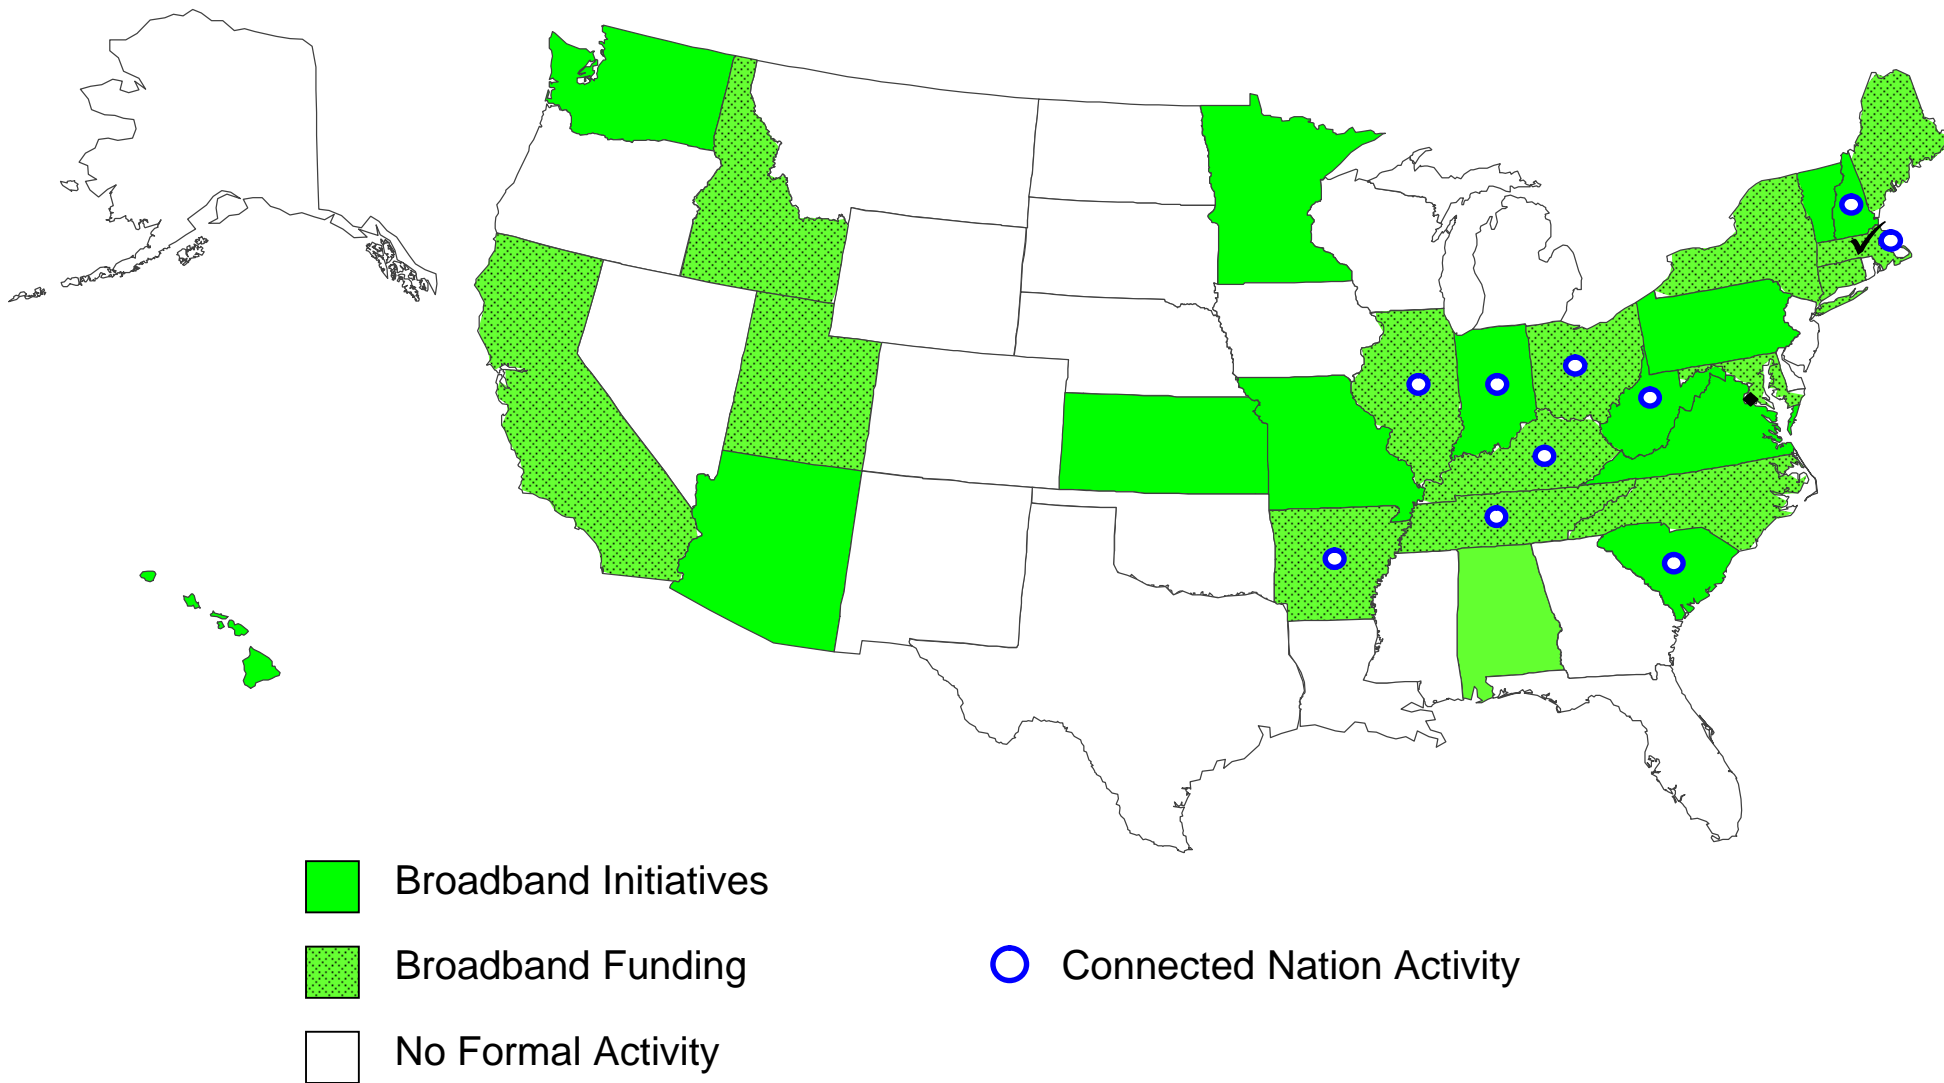 Broadband Initiatives
Broadband Funding
Connected Nation Activity
No Formal Activity